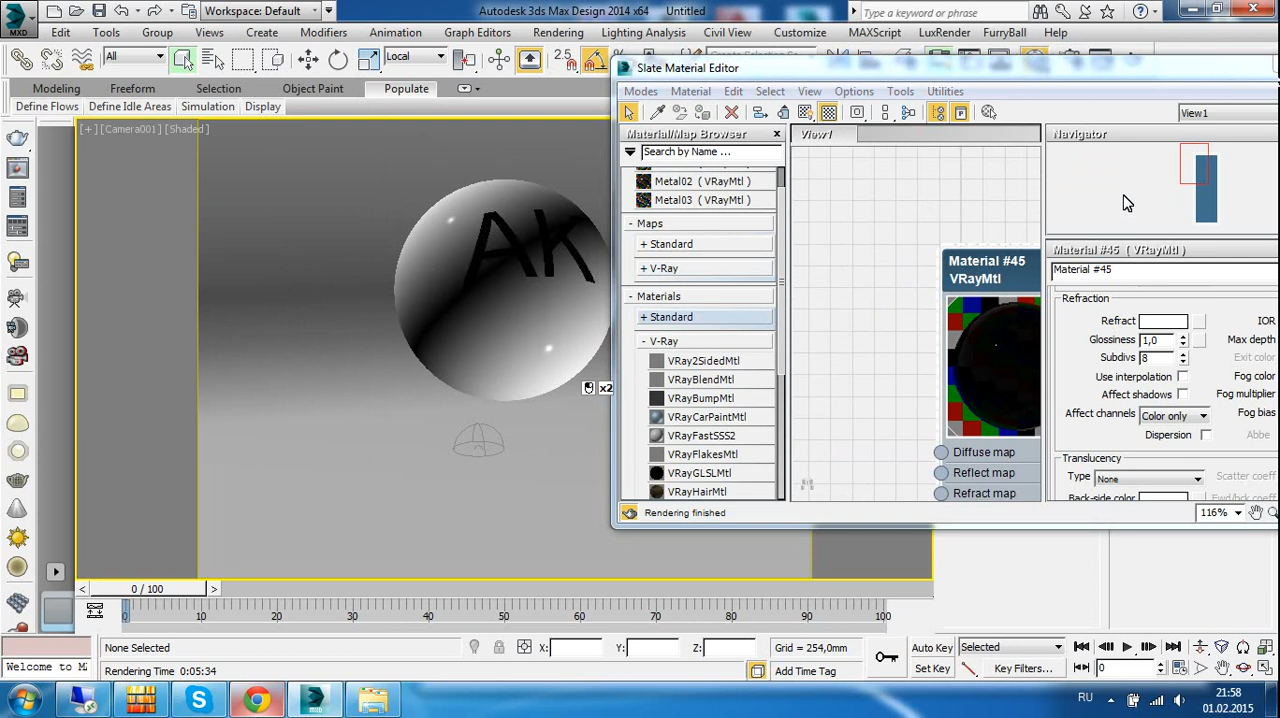 MXD
Workspace: Default
Autodesk 3ds Max Design 2014 x64
Untitled
Type a keyword or phrase
Edit Tools Group Views Create Modifiers Animation Graph Editors Rendering Lighting Analysis Civil View Customize MAXScript LuxRender FurryBall Help
All
Local
2.5
Modeling Freeform Selection Object Paint Populate
Define Flows Define Idle Areas Simulation Display
[+] [Camera001] [Shaded]
AK
x2
Slate Material Editor
Modes Material Edit Select View Options Tools Utilities
View1
Material/Map Browser
Search by Name ...
Metal02 ( VRayMtl )
Metal03 ( VRayMtl )
- Maps
+ Standard
+ V-Ray
- Materials
+ Standard
- V-Ray
VRay2SidedMtl
VRayBlendMtl
VRayBumpMtl
VRayCarPaintMtl
VRayFastSSS2
VRayFlakesMtl
VRayGLSLMtl
VRayHairMtl
View1
Material #45
VRayMtl
Diffuse map
Reflect map
Refract map
Navigator
Material #45 ( VRayMtl )
Material #45
Refraction
Refract IOR
Glossiness 1,0 Max depth
Subdivs 8 Exit color
Use interpolation Fog color
Affect shadows Fog multiplier
Affect channels Color only Fog bias
Dispersion Abbe
Translucency
Type None Scatter coeff
Back-side color Fwd/bck coeff
Rendering finished
116%
0 / 100
0 10 20 30 40 50 60 70 80 90 100
None Selected
X: Y: Z:
Grid = 254,0mm
Auto Key
Selected
Welcome to M
Rendering Time 0:05:34
Add Time Tag
Set Key
Key Filters...
0
RU
21:58
01.02.2015